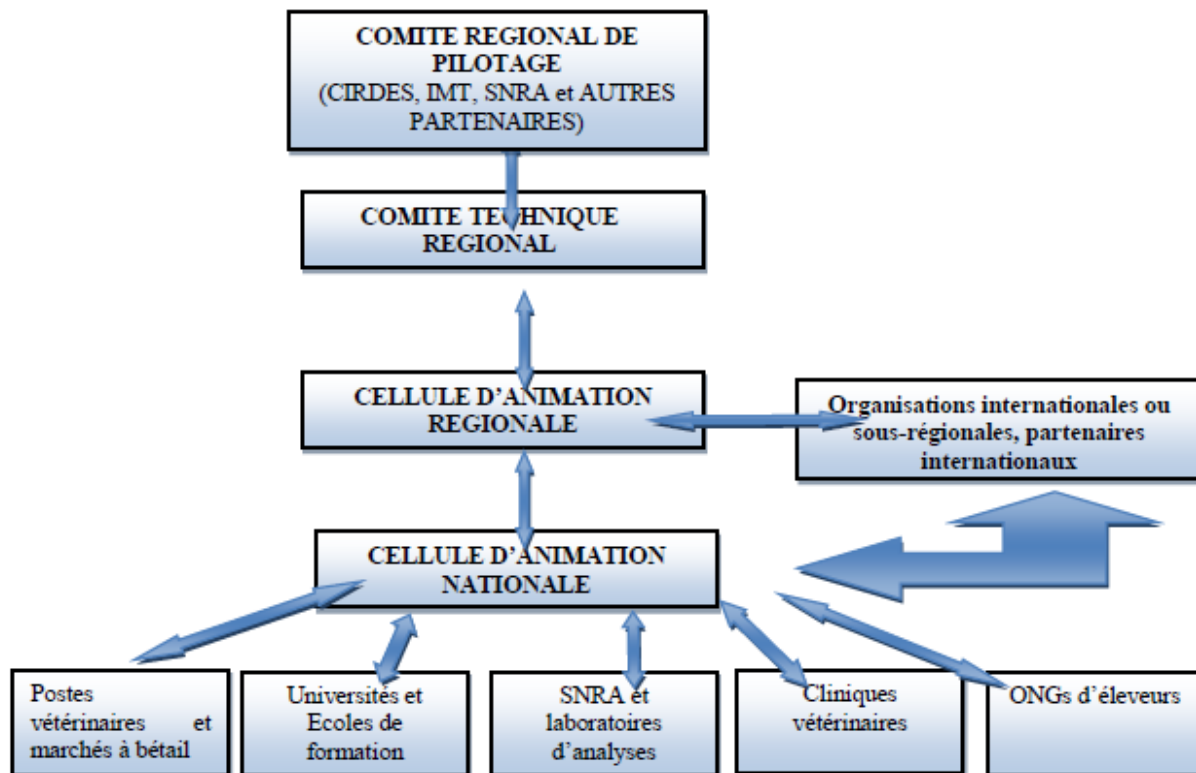 COMITE REGIONAL DE
PILOTAGE
(CIRDES, IMT, SNRA et AUTRES
PARTENAIRES)
COMITE TECHNIQUE
REGIONAL
CELLULE D'ANIMATION
REGIONALE
Organisations internationales ou
sous-régionales, partenaires
internationaux
CELLULE D'ANIMATION
NATIONALE
Postes
vétérinaires et
marchés à bétail
Universités et
Ecoles de
formation
SNRA et
laboratoires
d'analyses
Cliniques
vétérinaires
ONGs d'éleveurs